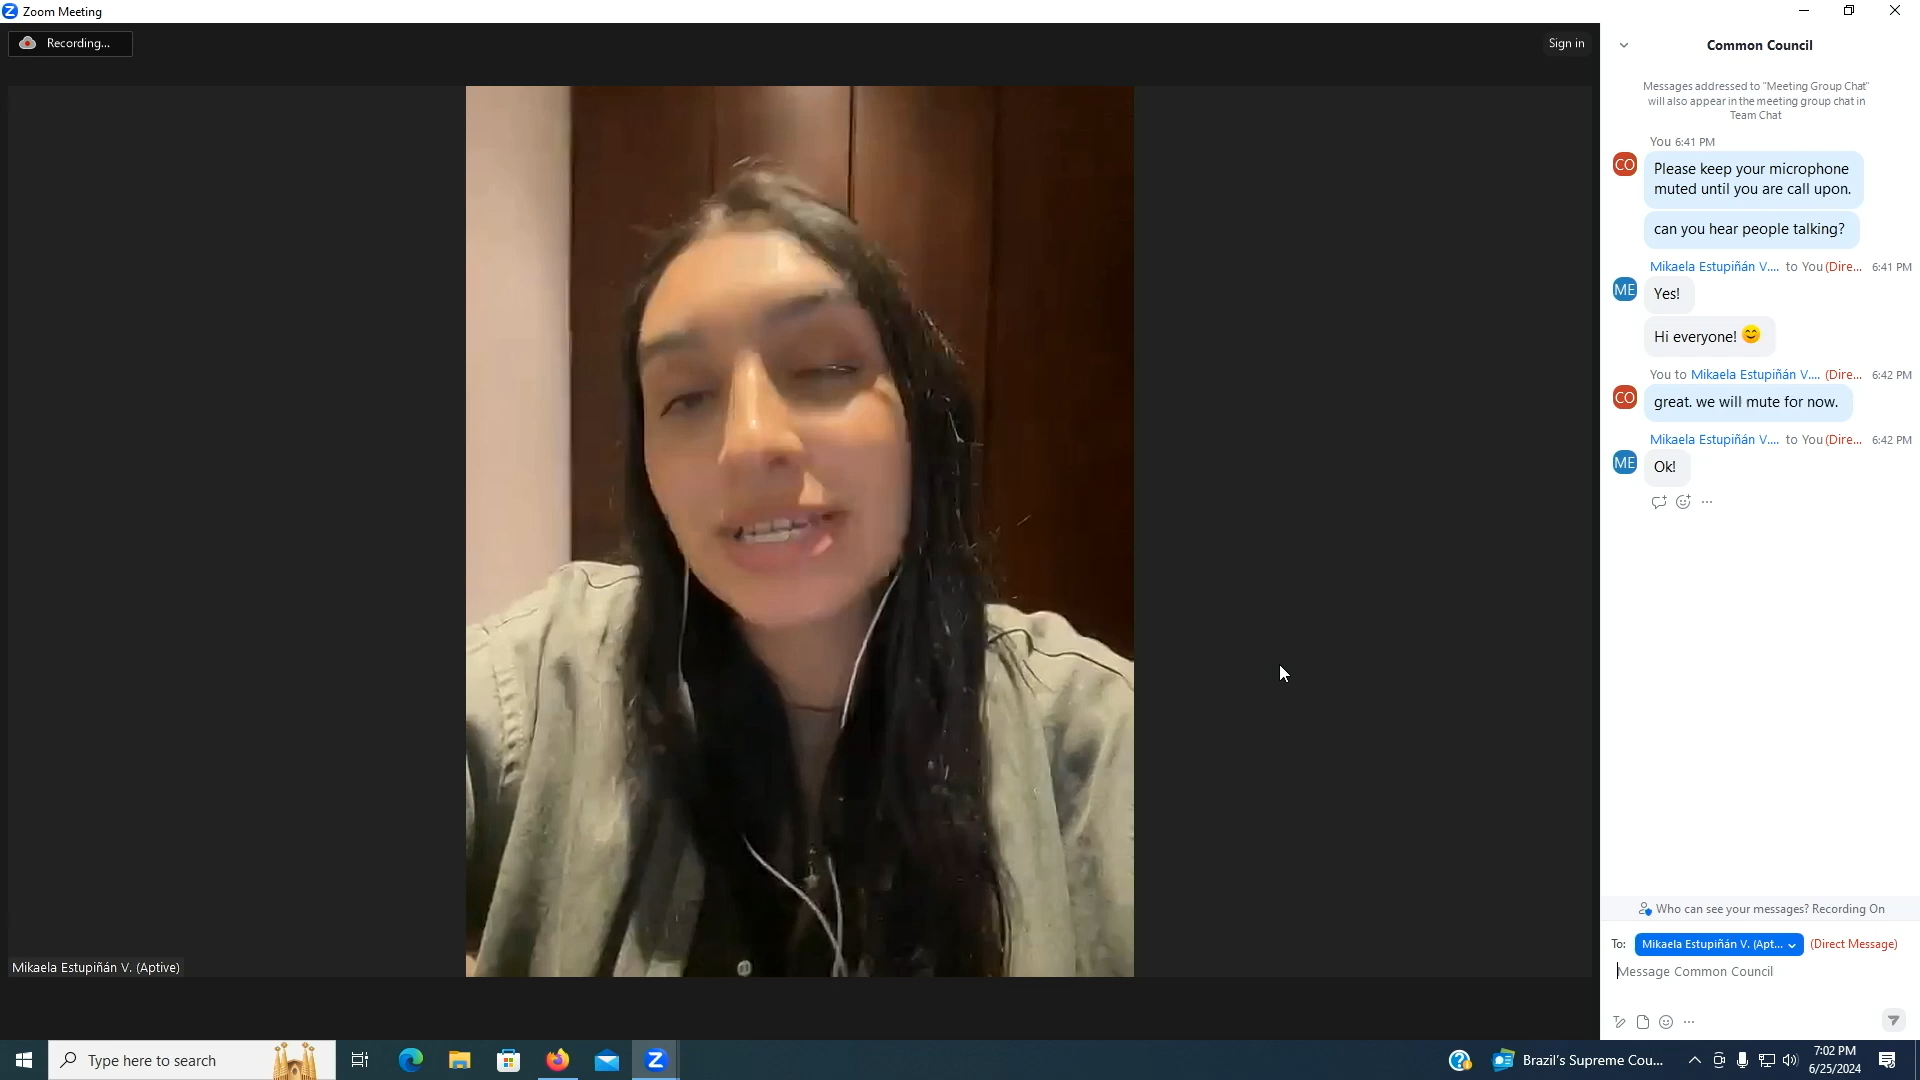 Zoom Meeting
Recording...
Sign in
Common Council
Messages addressed to "Meeting Group Chat"
will also appear in the meeting group chat in
Team Chat
You 6:41 PM
CO
Please keep your microphone
muted until you are call upon.
can you hear people talking?
Mikaela Estupiñán V.... to You (Dire... 6:41 PM
ME
Yes!
Hi everyone! 😊
You to Mikaela Estupiñán V.... (Dire... 6:42 PM
CO
great. we will mute for now.
Mikaela Estupiñán V.... to You (Dire... 6:42 PM
ME
Ok!
Who can see your messages? Recording On
To: Mikaela Estupiñán V. (Apt... (Direct Message)
Message Common Council
Mikaela Estupiñán V. (Aptive)
Type here to search
Brazil's Supreme Cou...
7:02 PM
6/25/2024